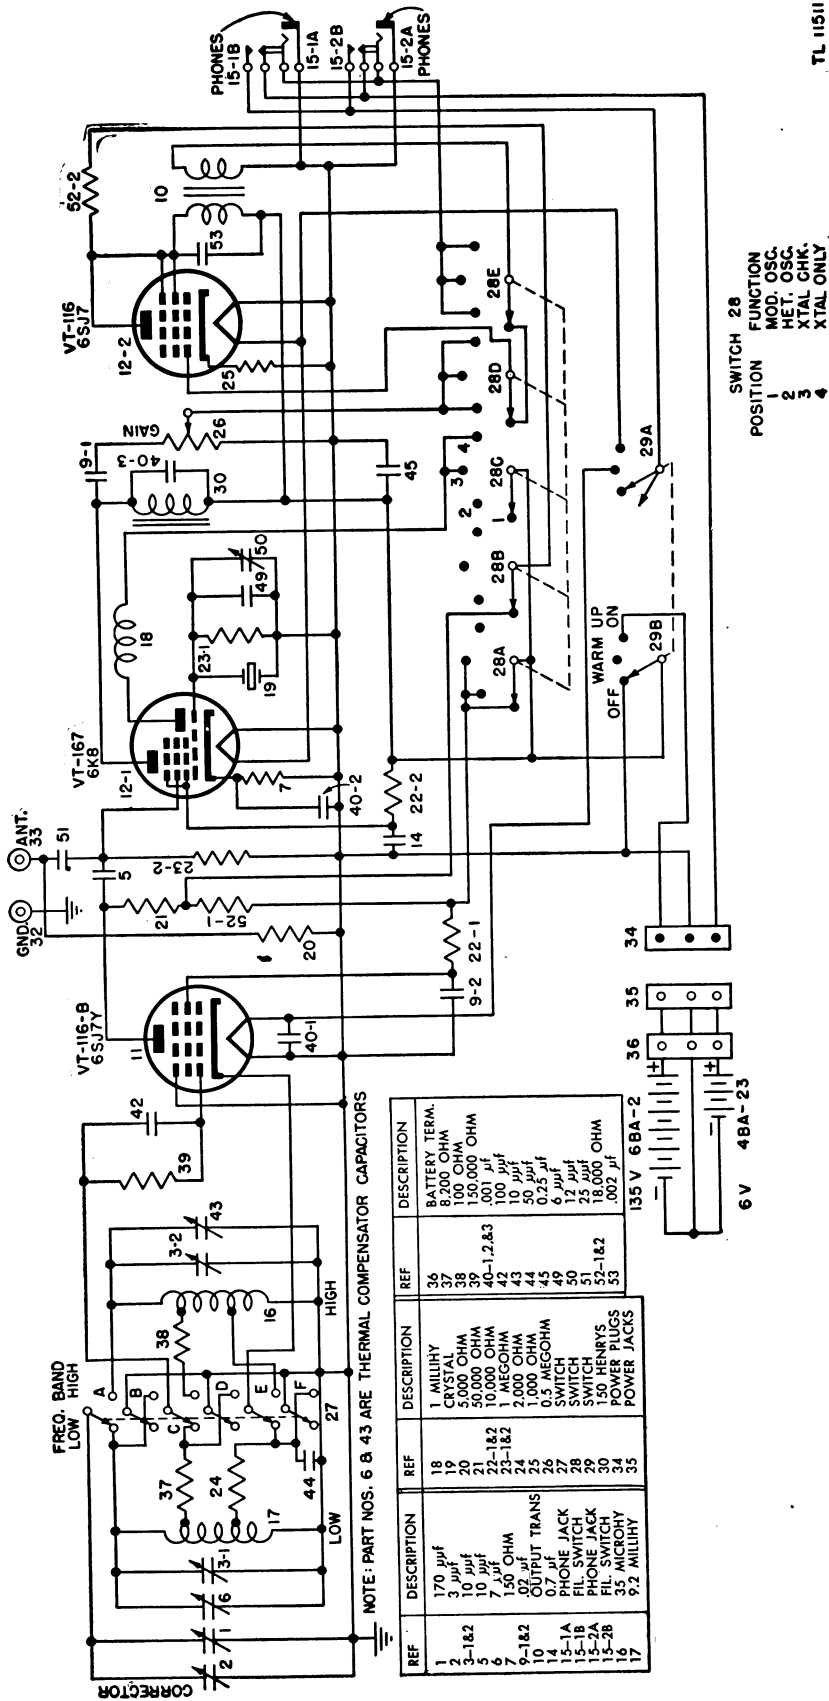 TL 11511
CORRECTOR
2
1
6
3-1
17
LOW
37
24
44
FREQ. BAND
LOW HIGH
A
B
C
D
E
F
27
38
16
HIGH
3-2
43
39
42
VT-116-B
6SJ7Y
11
40-1
9-2
22-1
GND.
32
ANT.
33
51
5
21
23-2
52-1
20
VT-167
6K8
12-1
7
40-2
14
22-2
18
23-1
19
49
50
9-1
40-3
30
GAIN
26
45
VT-116
6SJ7
12-2
25
52-2
10
53
PHONES
15-1B
15-1A
15-2B
15-2A
PHONES
28A
28B
28C
28D
28E
1
2
3
4
OFF
WARM UP
ON
29B
29A
34
35
36
135 V 6BA-2
6 V 4BA-23
+
−
+
−
SWITCH 28
POSITION FUNCTION
1 MOD. OSC.
2 HET. OSC.
3 XTAL CHK.
4 XTAL ONLY
NOTE: PART NOS. 6 & 43 ARE THERMAL COMPENSATOR CAPACITORS
REF DESCRIPTION
1 170 µµf
2 3 µµf
3-1&2 10 µµf
5 10 µµf
6 7 µµf
7 150 OHM
9-1&2 .02 µf
10 OUTPUT TRANS
14 0.7 µf
15-1A PHONE JACK
15-1B FIL. SWITCH
15-2A PHONE JACK
15-2B FIL. SWITCH
16 35 MICROHY
17 9.2 MILLIHY
REF DESCRIPTION
18 1 MILLIHY
19 CRYSTAL
20 5,000 OHM
21 50,000 OHM
22-1&2 10,000 OHM
23-1&2 1 MEGOHM
24 2,000 OHM
25 1,000 OHM
26 0.5 MEGOHM
27 SWITCH
28 SWITCH
29 SWITCH
30 150 HENRYS
34 POWER PLUGS
35 POWER JACKS
REF DESCRIPTION
36 BATTERY TERM.
37 8,200 OHM
38 100 OHM
39 150,000 OHM
40-1,2,&3 .001 µf
42 100 µµf
43 10 µµf
44 50 µµf
45 0.25 µf
49 6 µµf
50 12 µµf
51 25 µµf
52-1&2 18,000 OHM
53 .002 µf